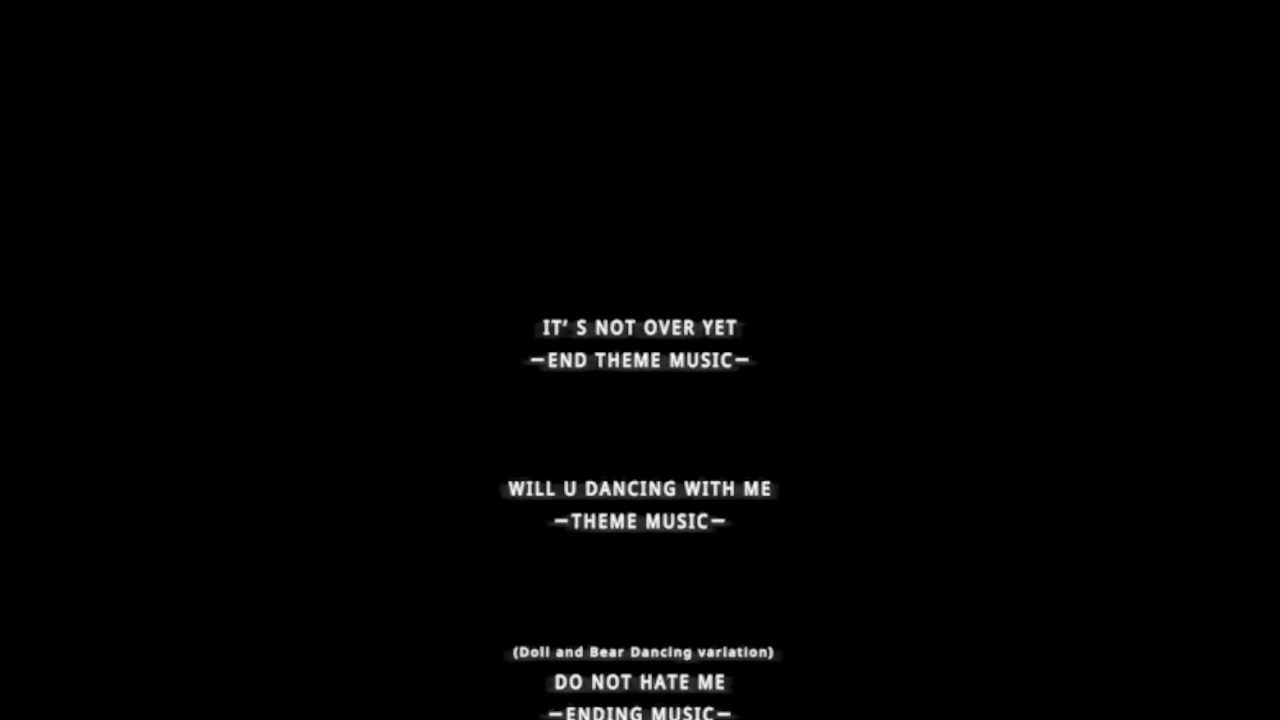 IT’ S NOT OVER YET
—END THEME MUSIC—
WILL U DANCING WITH ME
—THEME MUSIC—
(Doll and Bear Dancing variation)
DO NOT HATE ME
—ENDING MUSIC—